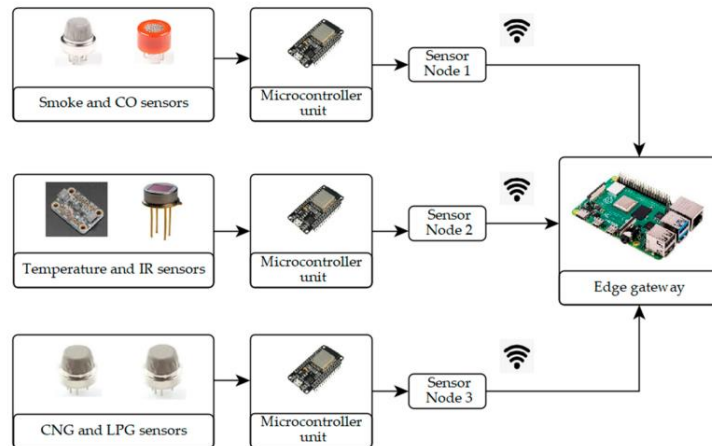 Smoke and CO sensors
Microcontroller
unit
Sensor
Node 1
Temperature and IR sensors
Microcontroller
unit
Sensor
Node 2
Edge gateway
CNG and LPG sensors
Microcontroller
unit
Sensor
Node 3